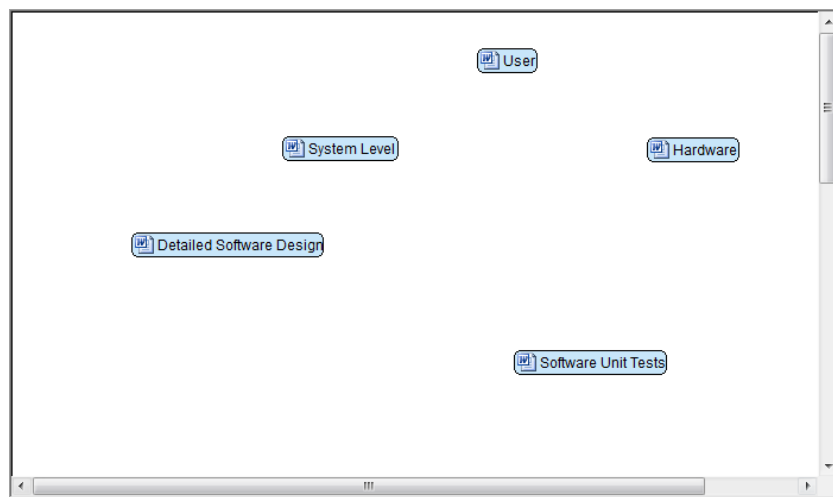 User
System Level
Hardware
Detailed Software Design
Software Unit Tests